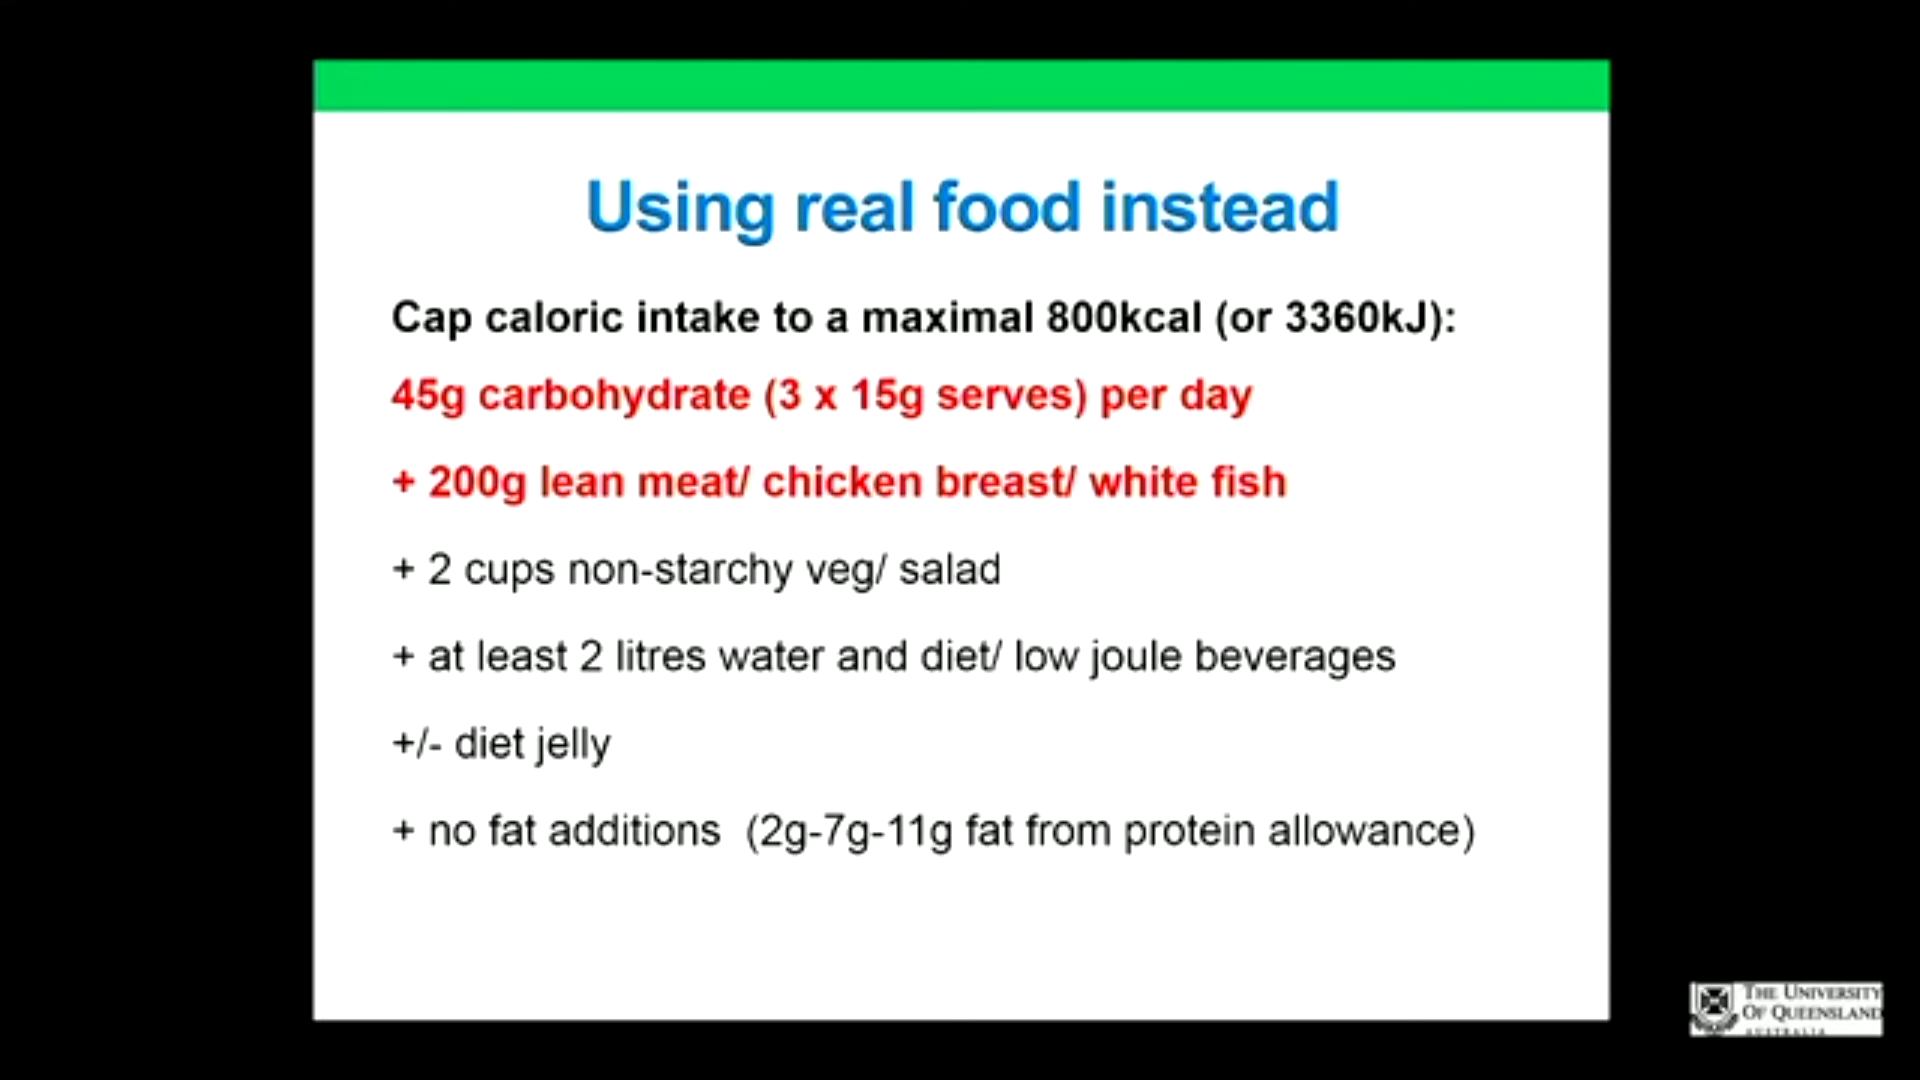 Using real food instead
Cap caloric intake to a maximal 800kcal (or 3360kJ):
45g carbohydrate (3 x 15g serves) per day
+ 200g lean meat/ chicken breast/ white fish
+ 2 cups non-starchy veg/ salad
+ at least 2 litres water and diet/ low joule beverages
+/- diet jelly
+ no fat additions (2g-7g-11g fat from protein allowance)
THE UNIVERSITY
OF QUEENSLAND
AUSTRALIA